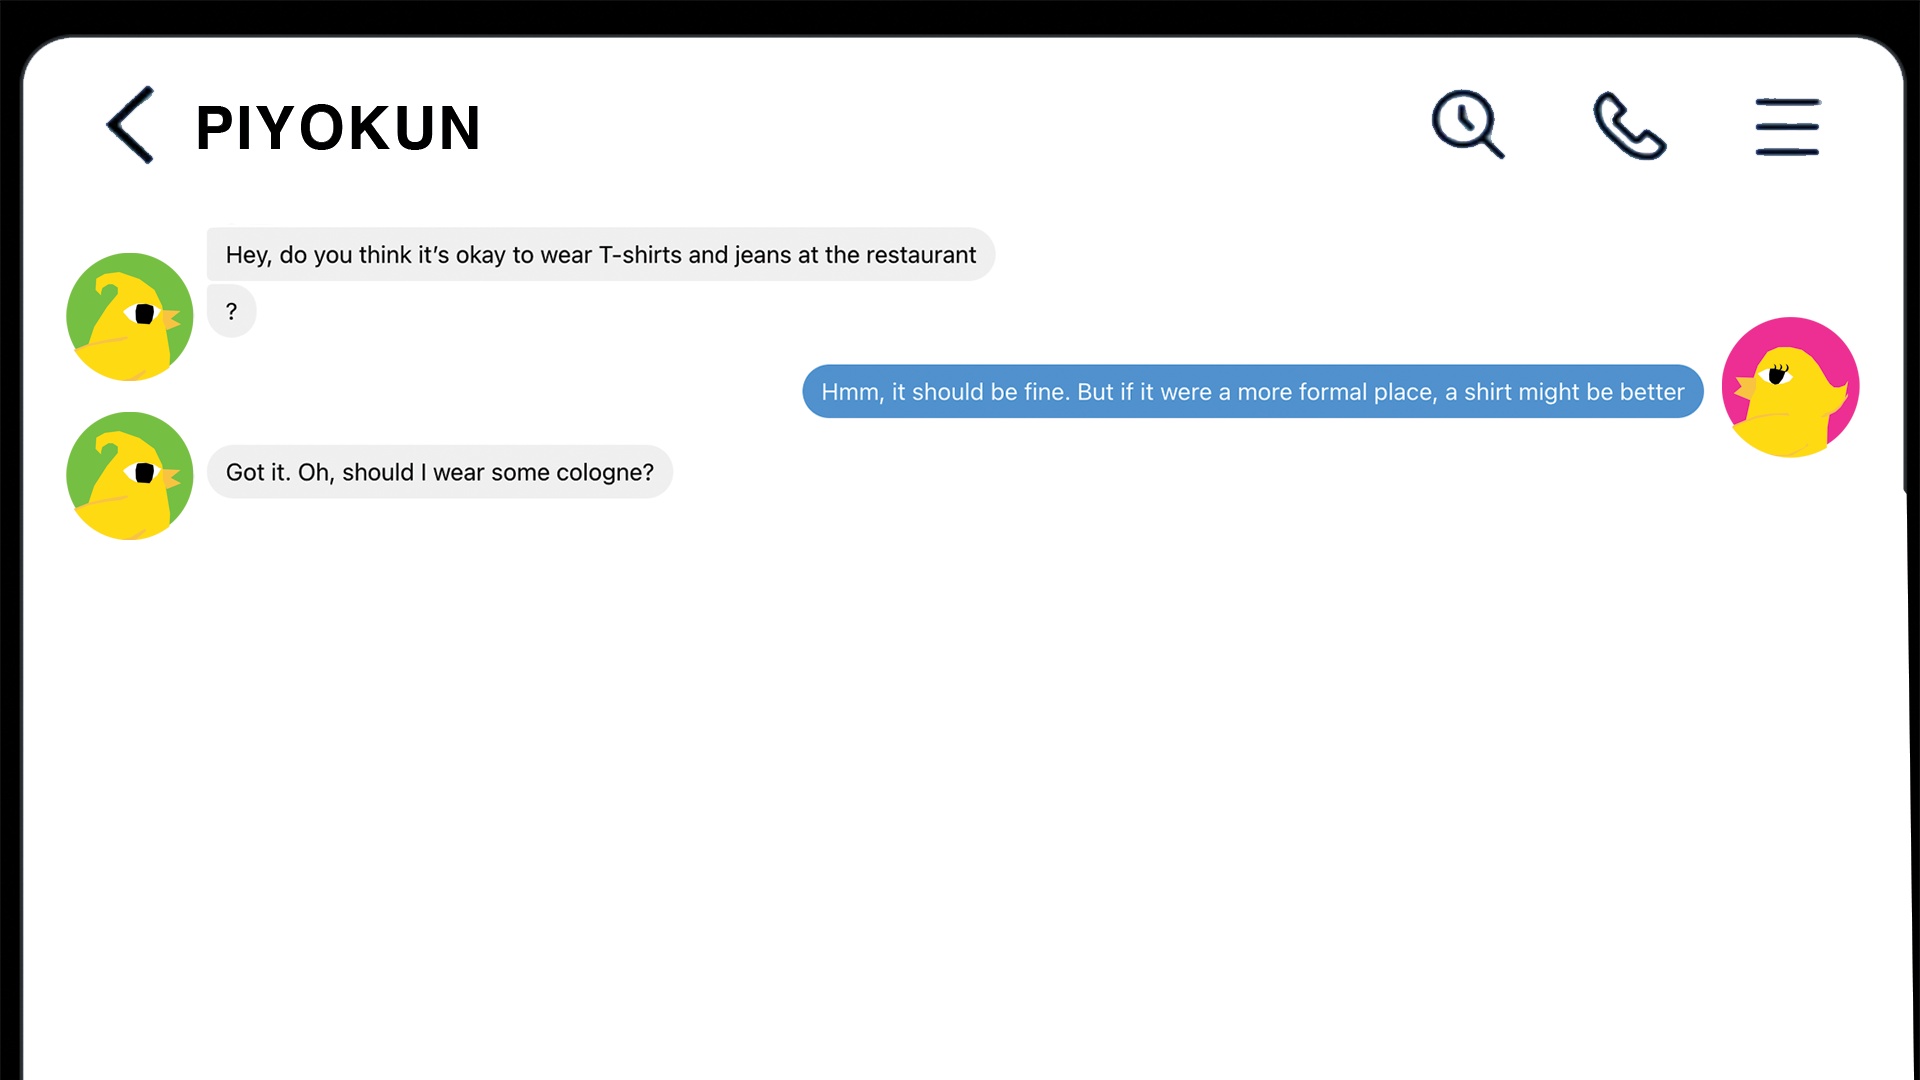 PIYOKUN
Hey, do you think it’s okay to wear T-shirts and jeans at the restaurant
?
Hmm, it should be fine. But if it were a more formal place, a shirt might be better
Got it. Oh, should I wear some cologne?